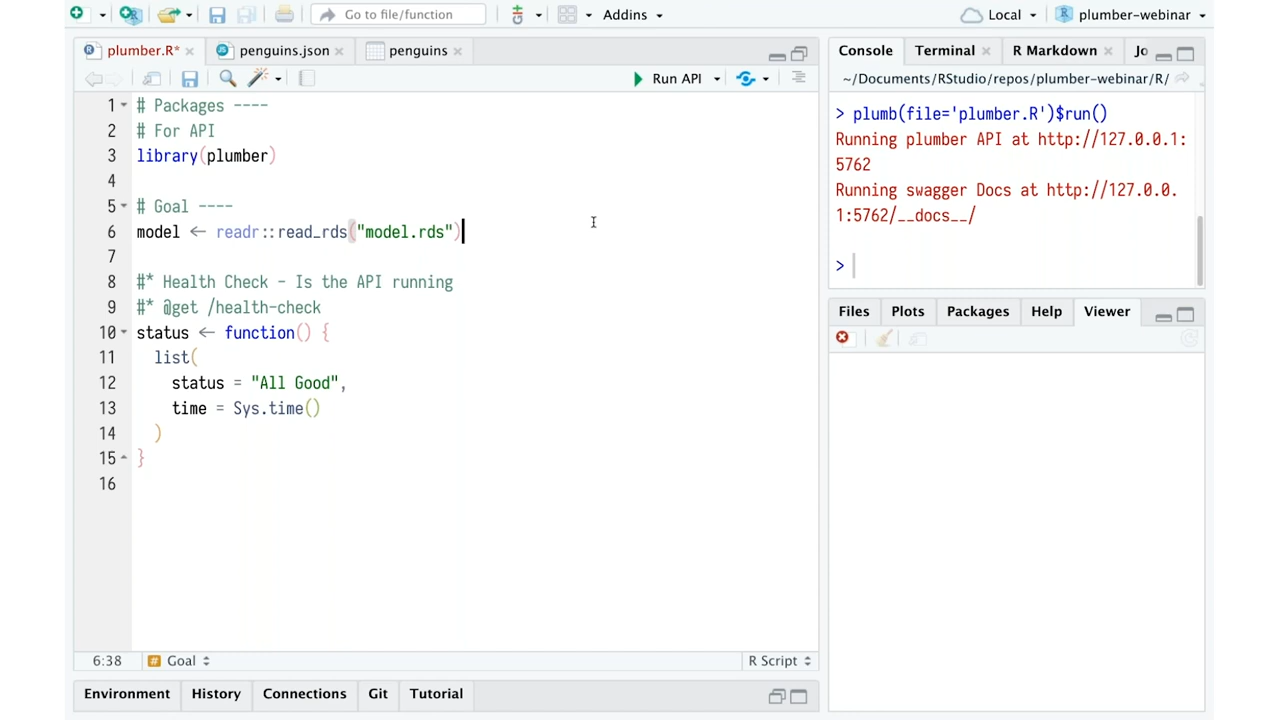 Go to file/function
Addins
Local
plumber-webinar
plumber.R*
penguins.json
penguins
Run API
1 # Packages ----
2 # For API
3 library(plumber)
4
5 # Goal ----
6 model ← readr::read_rds("model.rds")
7
8 #* Health Check - Is the API running
9 #* @get /health-check
10 status ← function() {
11 list(
12 status = "All Good",
13 time = Sys.time()
14 )
15 }
16
6:38
# Goal
R Script
Environment
History
Connections
Git
Tutorial
Console
Terminal
R Markdown
Jo
~/Documents/RStudio/repos/plumber-webinar/R/
> plumb(file='plumber.R')$run()
Running plumber API at http://127.0.0.1:
5762
Running swagger Docs at http://127.0.0.
1:5762/__docs__/
>
Files
Plots
Packages
Help
Viewer